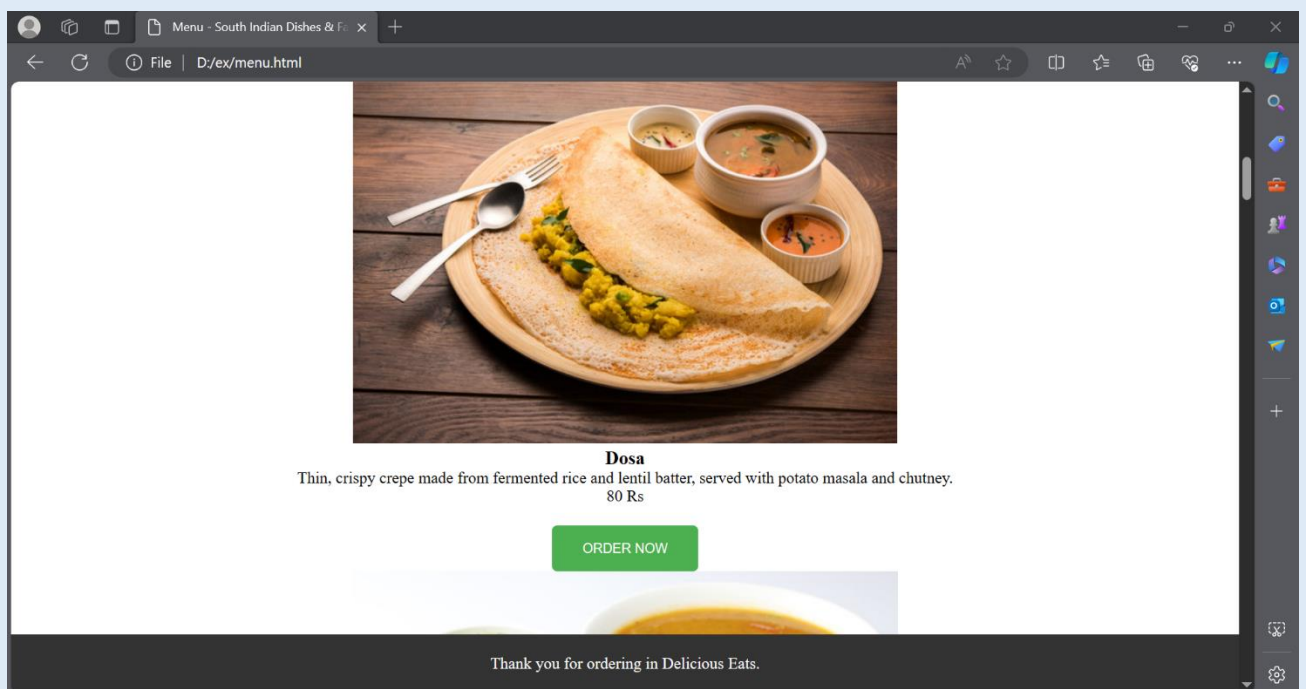 Menu - South Indian Dishes & Fa
File
D:/ex/menu.html
Dosa
Thin, crispy crepe made from fermented rice and lentil batter, served with potato masala and chutney.
80 Rs
ORDER NOW
Thank you for ordering in Delicious Eats.